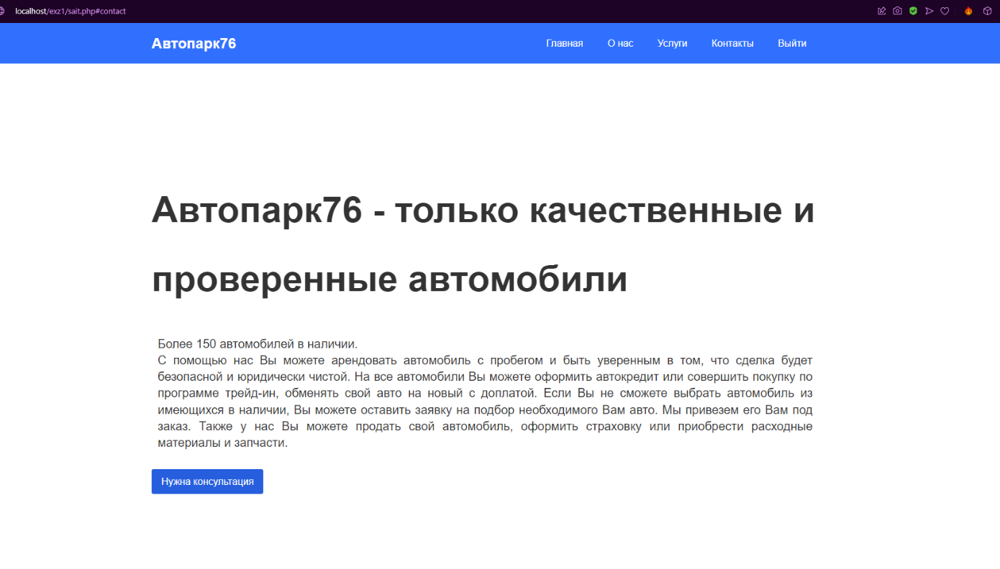 localhost/exz1/sait.php#contact
Автопарк76
Главная
О нас
Услуги
Контакты
Выйти
Автопарк76 - только качественные и
проверенные автомобили
Более 150 автомобилей в наличии.
С помощью нас Вы можете арендовать автомобиль с пробегом и быть уверенным в том, что сделка будет
безопасной и юридически чистой. На все автомобили Вы можете оформить автокредит или совершить покупку по
программе трейд-ин, обменять свой авто на новый с доплатой. Если Вы не сможете выбрать автомобиль из
имеющихся в наличии, Вы можете оставить заявку на подбор необходимого Вам авто. Мы привезем его Вам под
заказ. Также у нас Вы можете продать свой автомобиль, оформить страховку или приобрести расходные
материалы и запчасти.
Нужна консультация